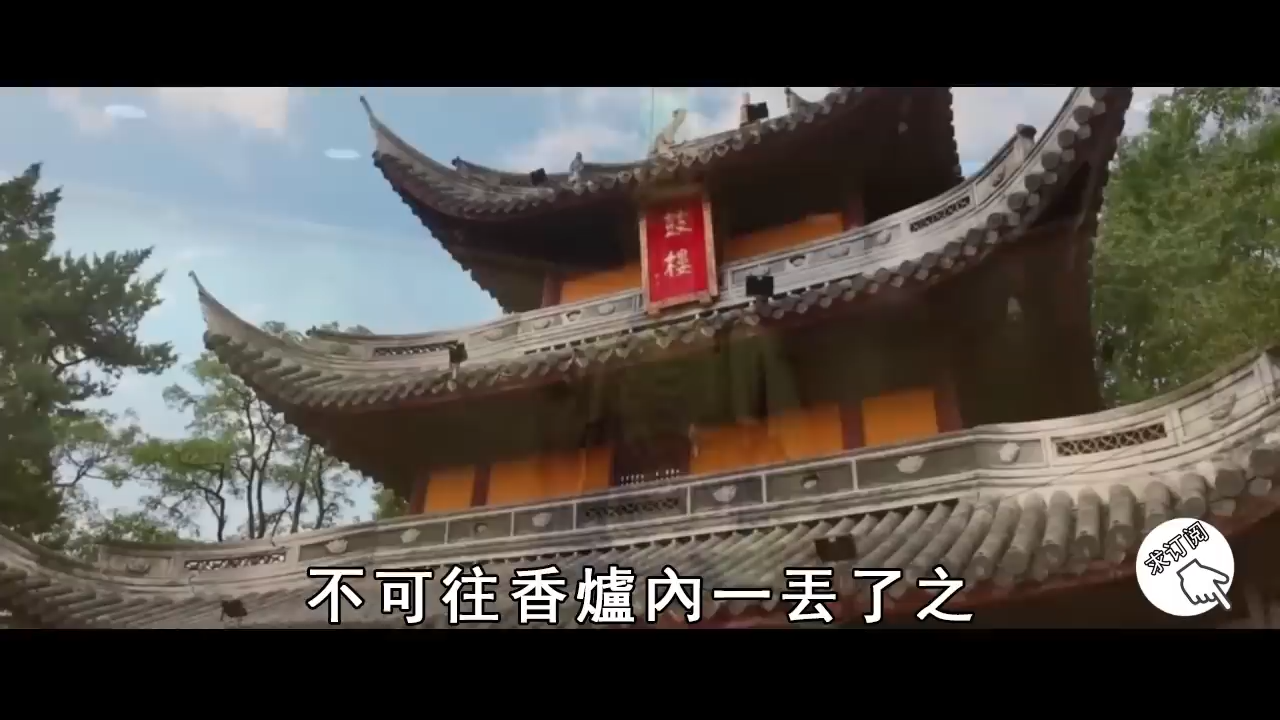 鼓
樓
不可往香爐內一丟了之
求订阅